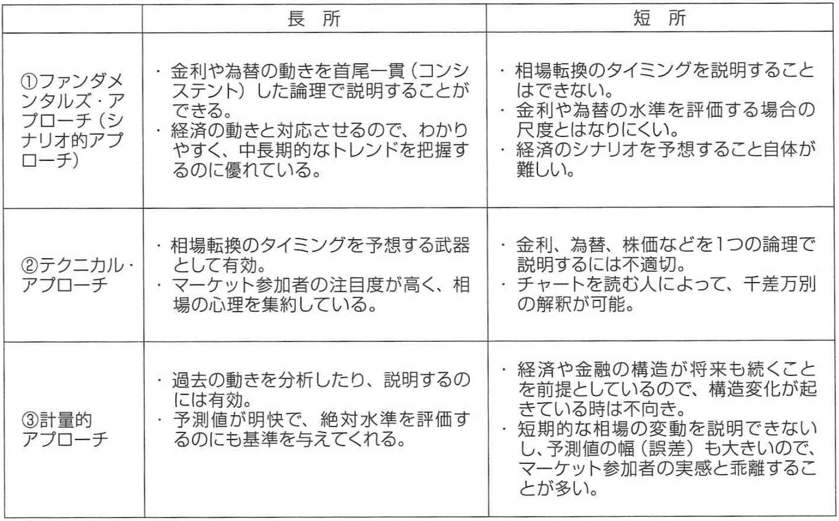 長 所
短 所
①ファンダメ
ンタルズ・ア
プローチ（シ
ナリオ的アプ
ローチ）
・金利や為替の動きを首尾一貫（コンシ
ステント）した論理で説明することが
できる。
・経済の動きと対応させるので、わかり
やすく、中長期的なトレンドを把握す
るのに優れている。
・相場転換のタイミングを説明すること
はできない。
・金利や為替の水準を評価する場合の
尺度とはなりにくい。
・経済のシナリオを予想すること自体が
難しい。
②テクニカル・
アプローチ
・相場転換のタイミングを予想する武器
として有効。
・マーケット参加者の注目度が高く、相
場の心理を集約している。
・金利、為替、株価などを1つの論理で
説明するには不適切。
・チャートを読む人によって、千差万別
の解釈が可能。
③計量的
アプローチ
・過去の動きを分析したり、説明するの
には有効。
・予測値が明快で、絶対水準を評価す
るのにも基準を与えてくれる。
・経済や金融の構造が将来も続くこと
を前提としているので、構造変化が起
きている時は不向き。
・短期的な相場の変動を説明できない
し、予測値の幅（誤差）も大きいので、
マーケット参加者の実感と乖離するこ
とが多い。